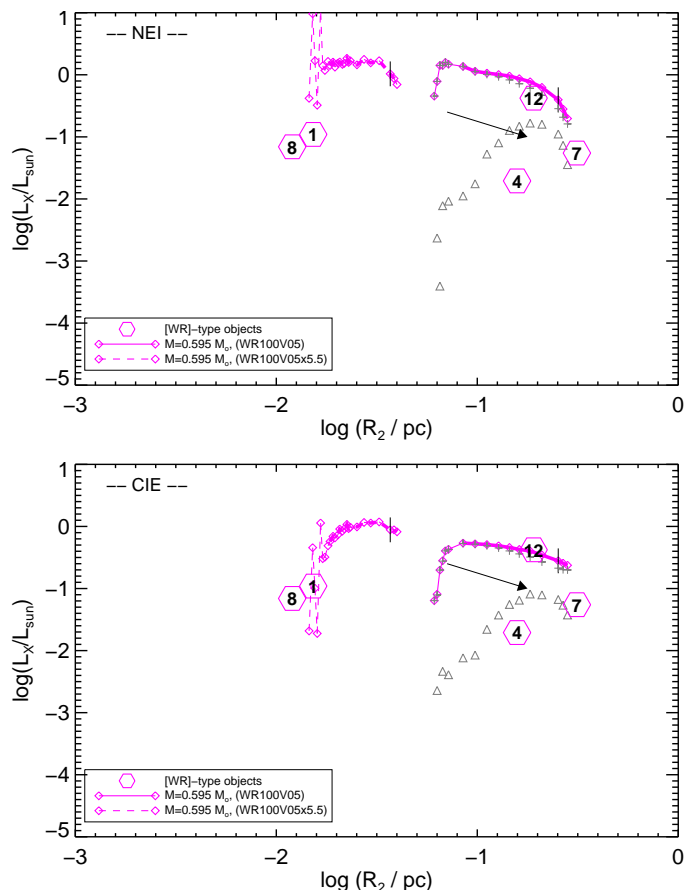 −− NEI −−
1
0
−1
−2
−3
−4
−5
log(L_X/L_sun)
12
1
8
7
4
[WR]-type objects
M=0.595 M_o, (WR100V05)
M=0.595 M_o, (WR100V05x5.5)
−3 −2 −1 0
log (R_2 / pc)
−− CIE −−
1
0
−1
−2
−3
−4
−5
log(L_X/L_sun)
12
1
8
7
4
[WR]-type objects
M=0.595 M_o, (WR100V05)
M=0.595 M_o, (WR100V05x5.5)
−3 −2 −1 0
log (R_2 / pc)